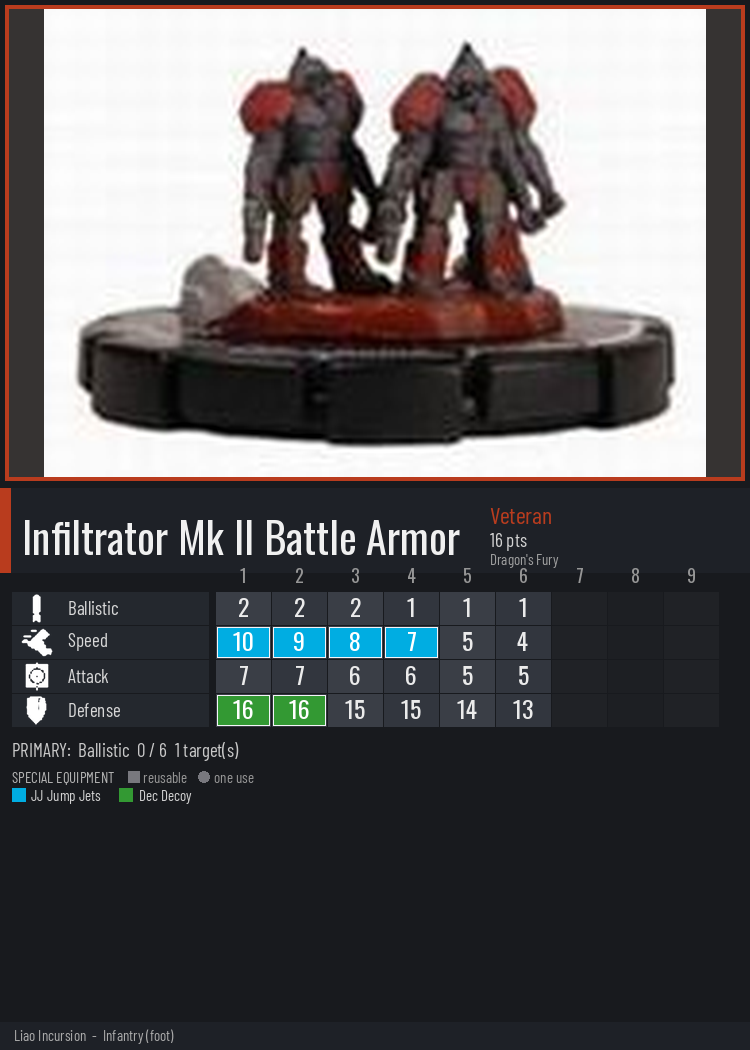 Infiltrator Mk II Battle Armor
Veteran
16 pts
Dragon's Fury
1 2 3 4 5 6 7 8 9
Ballistic 2 2 2 1 1 1
Speed 10 9 8 7 5 4
Attack 7 7 6 6 5 5
Defense 16 16 15 15 14 13
PRIMARY: Ballistic 0 / 6 1 target(s)
SPECIAL EQUIPMENT reusable one use
JJ Jump Jets Dec Decoy
Liao Incursion - Infantry (foot)